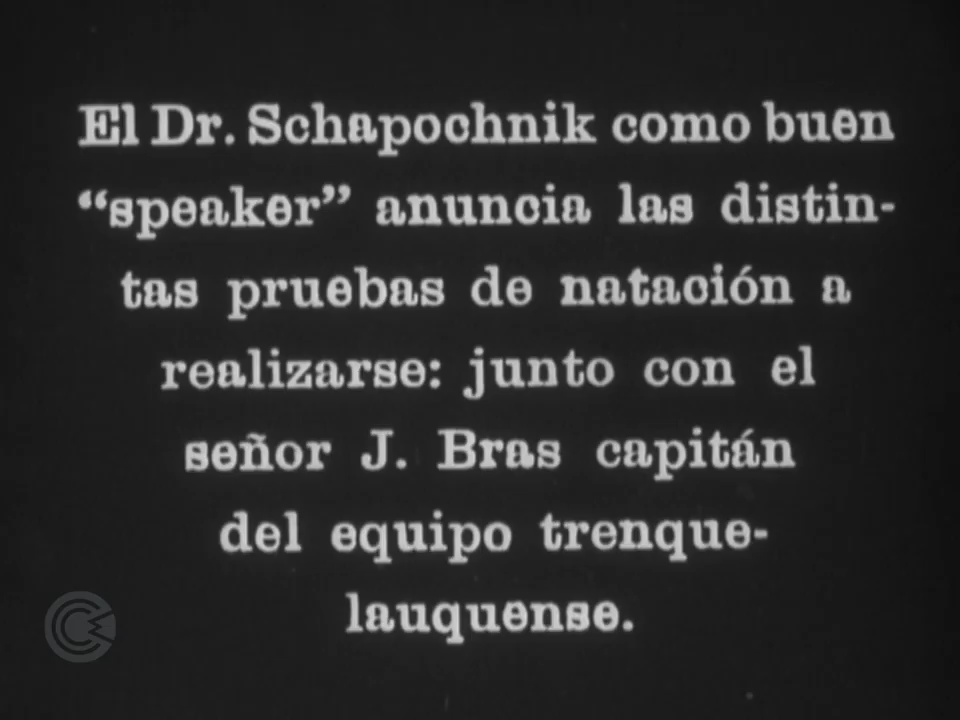 El Dr. Schapochnik como buen
“speaker” anuncia las distin-
tas pruebas de natación a
realizarse: junto con el
señor J. Bras capitán
del equipo trenque-
lauquense.